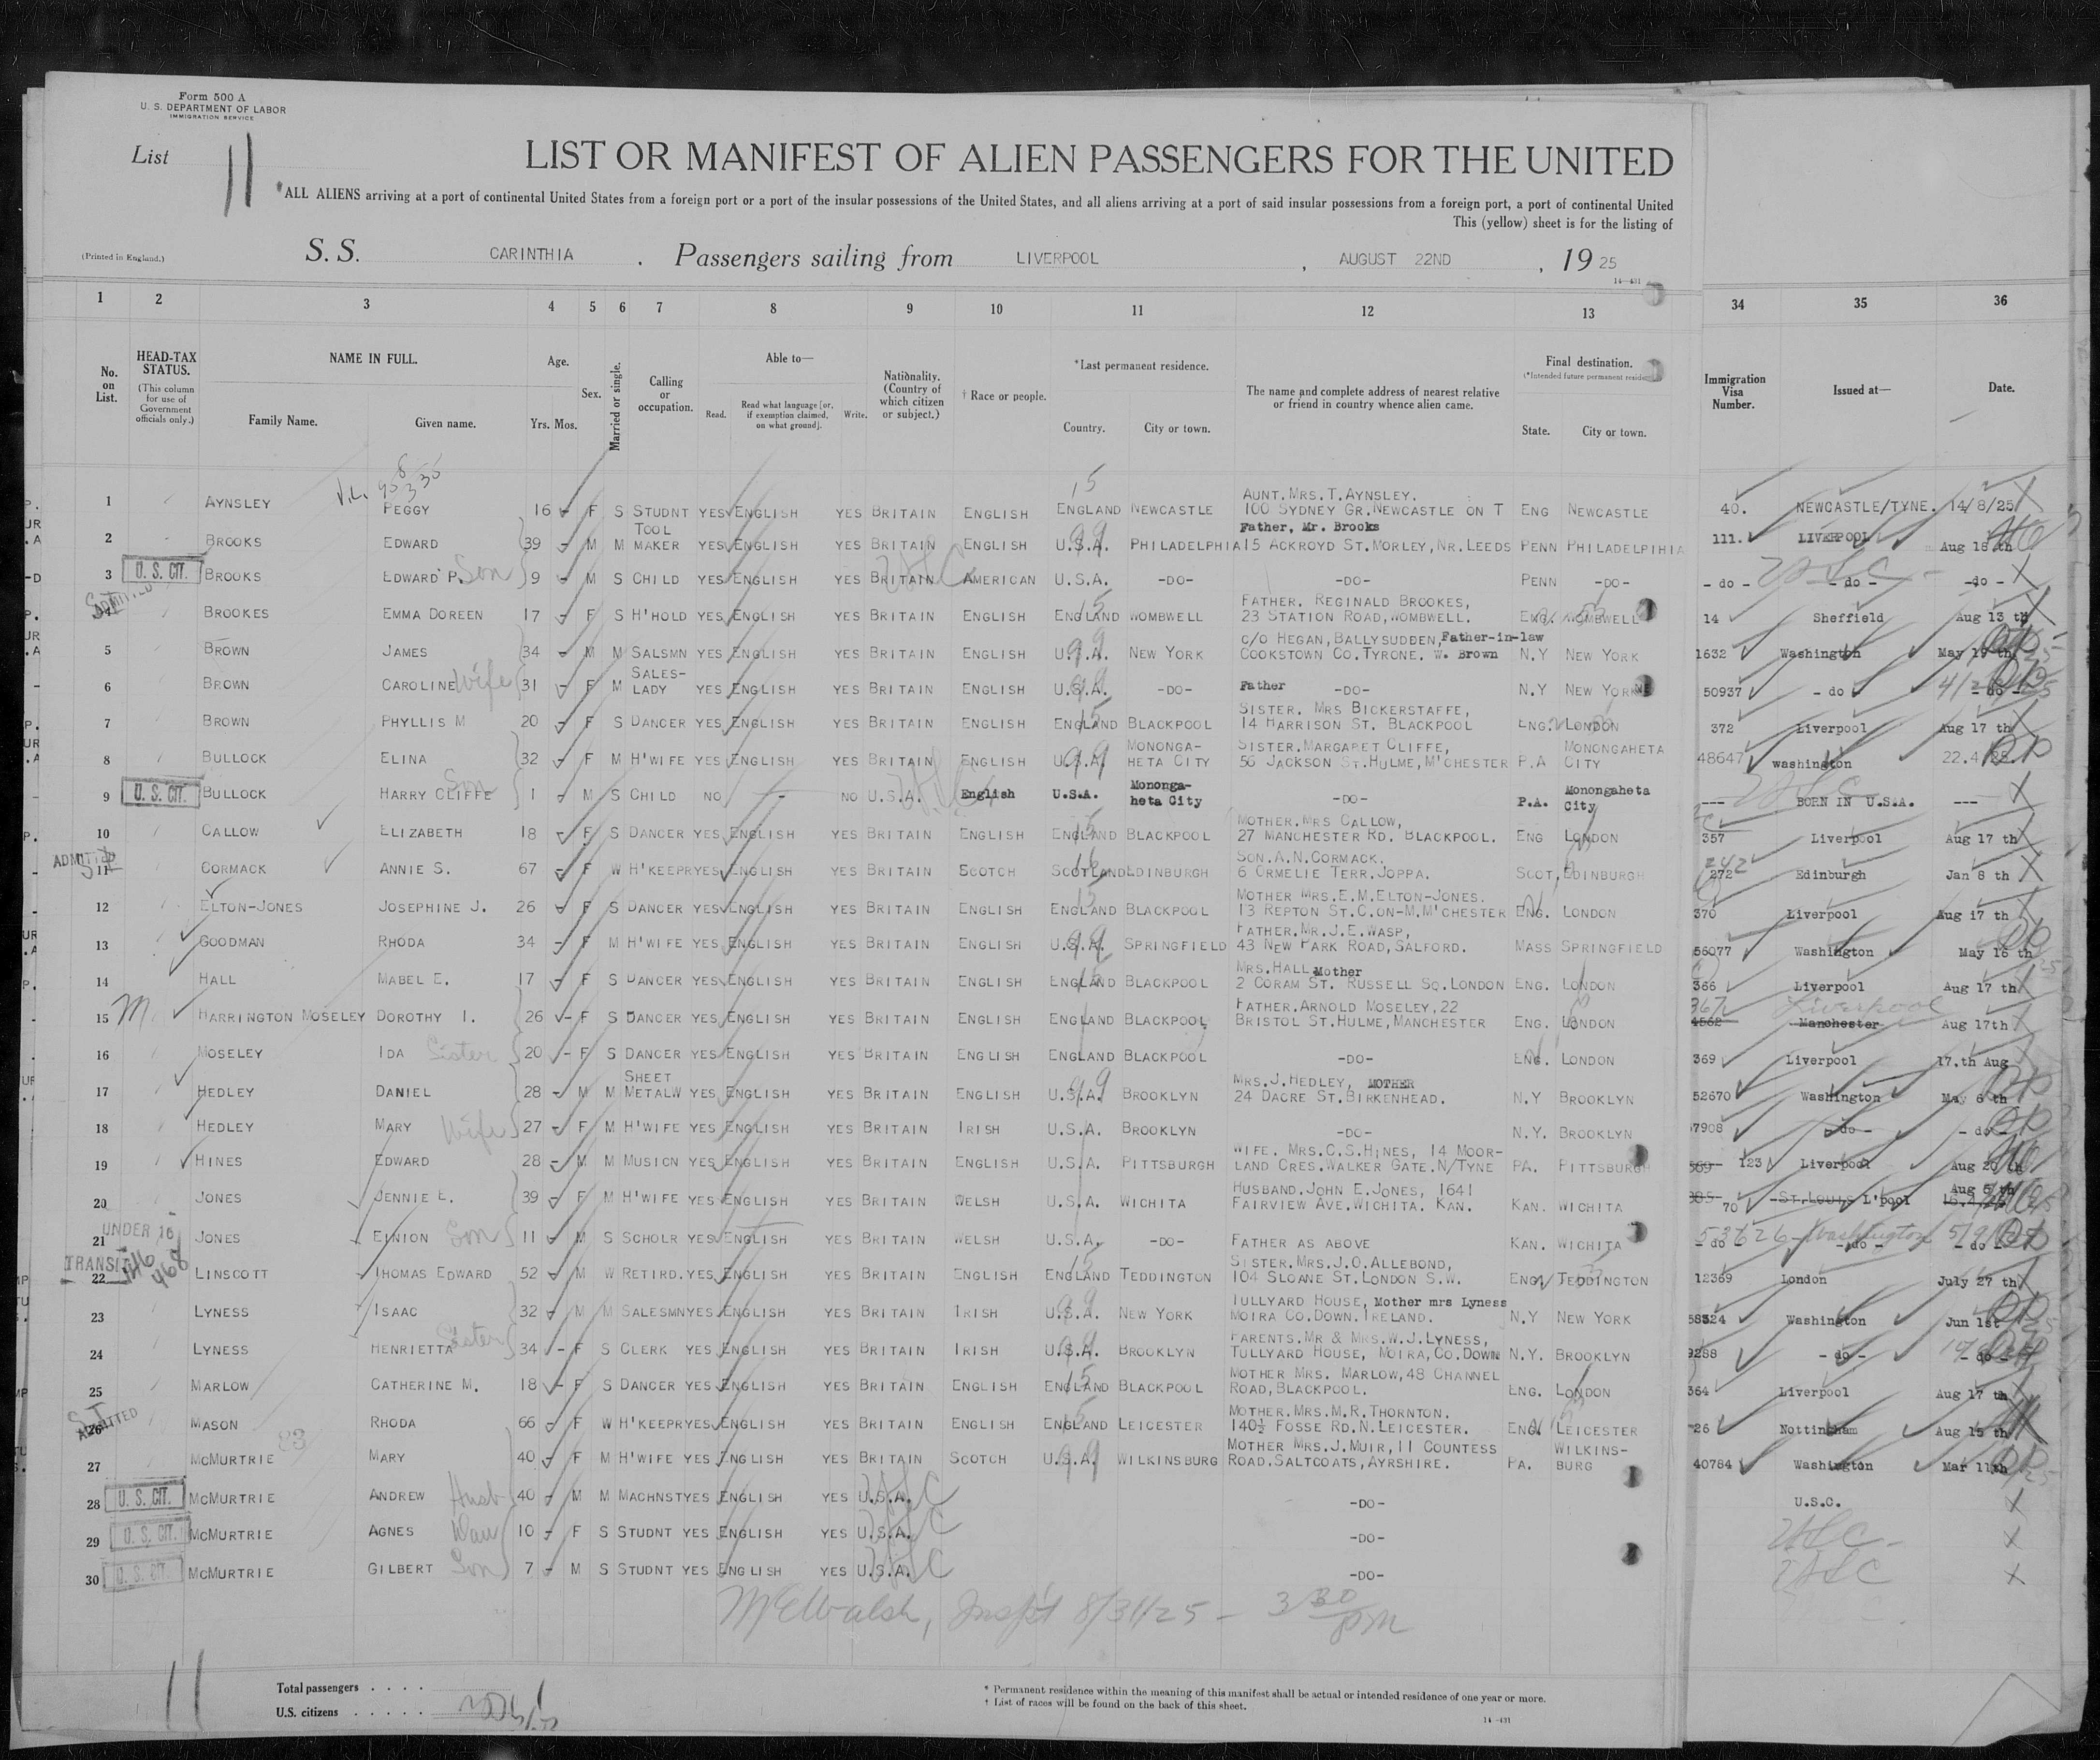 Form 500 A
U. S. DEPARTMENT OF LABOR
IMMIGRATION SERVICE
List 11
LIST OR MANIFEST OF ALIEN PASSENGERS FOR THE UNITED
*ALL ALIENS arriving at a port of continental United States from a foreign port or a port of the insular possessions of the United States, and all aliens arriving at a port of said insular possessions from a foreign port, a port of continental United
This (yellow) sheet is for the listing of
(Printed in England.)
S. S. CARINTHIA . Passengers sailing from LIVERPOOL , AUGUST 22ND , 19 25
14—431
1 2 3 4 5 6 7 8 9 10 11 12 13 34 35 36
No. on List. HEAD-TAX STATUS. (This column for use of Government officials only.) NAME IN FULL. Family Name. Given name. Age. Yrs. Mos. Sex. Married or single. Calling or occupation. Able to— Read. Read what language [or, if exemption claimed, on what ground]. Write. Nationality. (Country of which citizen or subject.) † Race or people. *Last permanent residence. Country. City or town. The name and complete address of nearest relative or friend in country whence alien came. Final destination. (*Intended future permanent State. City or town. Immigration Visa Number. Issued at— Date.
1 AYNSLEY PEGGY 16 F S STUDNT YES ENGLISH YES BRITAIN ENGLISH ENGLAND NEWCASTLE AUNT. MRS. T. AYNSLEY. 100 SYDNEY GR. NEWCASTLE ON T ENG NEWCASTLE 40. NEWCASTLE/TYNE. 14/8/25
2 BROOKS EDWARD 39 M M TOOL MAKER YES ENGLISH YES BRITAIN ENGLISH U.S.A. PHILADELPHIA Father, Mr. Brooks 15 ACKROYD ST. MORLEY, NR. LEEDS PENN PHILADELPIHIA 111. LIVERPOOL Aug 18 th
3 U. S. CIT. BROOKS EDWARD P. Son 9 M S CHILD YES ENGLISH YES BRITAIN AMERICAN U.S.A. -DO- -DO- PENN -DO- - do - - do - -do -
4 ADMITTED BROOKES EMMA DOREEN 17 F S H'HOLD YES ENGLISH YES BRITAIN ENGLISH ENGLAND WOMBWELL FATHER. REGINALD BROOKES, 23 STATION ROAD, WOMBWELL. ENG. WOMBWELL 14 Sheffield Aug 13 th
5 BROWN JAMES 34 M M SALSMN YES ENGLISH YES BRITAIN ENGLISH U.S.A. NEW YORK C/O HEGAN, BALLYSUDDEN, Father-in-law COOKSTOWN CO. TYRONE. W. Brown N.Y NEW YORK 1632 Washington May 19 th
6 BROWN CAROLINE Wife 31 F M SALES-LADY YES ENGLISH YES BRITAIN ENGLISH U.S.A. -DO- Father -DO- N.Y NEW YORK 50937 - do - do -
7 BROWN PHYLLIS M 20 F S DANCER YES ENGLISH YES BRITAIN ENGLISH ENGLAND BLACKPOOL SISTER. MRS BICKERSTAFFE, 14 HARRISON ST. BLACKPOOL ENG. LONDON 372 Liverpool Aug 17 th
8 BULLOCK ELINA 32 F M H'WIFE YES ENGLISH YES BRITAIN ENGLISH U.S.A. MONONGA-HETA CITY SISTER. MARGARET CLIFFE, 56 JACKSON ST. HULME, M'CHESTER P.A MONONGAHETA CITY 48647 washington 22.4.25
9 U. S. CIT. BULLOCK HARRY CLIFFE Son 1 M S CHILD NO - NO U.S.A. English U.S.A. Mononga-heta City -DO- P.A. Monongaheta City --- BORN IN U.S.A. ---
10 CALLOW ELIZABETH 18 F S DANCER YES ENGLISH YES BRITAIN ENGLISH ENGLAND BLACKPOOL MOTHER. MRS CALLOW, 27 MANCHESTER RD. BLACKPOOL. ENG LONDON 357 Liverpool Aug 17 th
11 ADMITTED CORMACK ANNIE S. 67 F W H'KEEPR YES ENGLISH YES BRITAIN SCOTCH SCOTLAND EDINBURGH SON. A. N. CORMACK. 6 ORMELIE TERR. JOPPA. SCOT, EDINBURGH 242 272 Edinburgh Jan 8 th
12 ELTON-JONES JOSEPHINE J. 26 F S DANCER YES ENGLISH YES BRITAIN ENGLISH ENGLAND BLACKPOOL MOTHER MRS. E. M. ELTON-JONES. 13 REPTON ST. C. ON-M. M'CHESTER ENG. LONDON 370 Liverpool Aug 17 th
13 GOODMAN RHODA 34 F M H'WIFE YES ENGLISH YES BRITAIN ENGLISH U.S.A. SPRINGFIELD FATHER. MR. J. E. WASP, 43 NEW PARK ROAD, SALFORD. MASS SPRINGFIELD 56077 Washington May 16 th
14 HALL MABEL E. 17 F S DANCER YES ENGLISH YES BRITAIN ENGLISH ENGLAND BLACKPOOL MRS. HALL Mother 2 CORAM ST. RUSSELL SQ. LONDON ENG. LONDON 366 Liverpool Aug 17 th
15 M HARRINGTON MOSELEY DOROTHY I. 26 F S DANCER YES ENGLISH YES BRITAIN ENGLISH ENGLAND BLACKPOOL FATHER. ARNOLD MOSELEY, 22 BRISTOL ST. HULME, MANCHESTER ENG. LONDON 367 4562 Liverpool Manchester Aug 17th
16 MOSELEY IDA Sister 20 F S DANCER YES ENGLISH YES BRITAIN ENGLISH ENGLAND BLACKPOOL -DO- ENG. LONDON 369 Liverpool 17.th Aug
17 HEDLEY DANIEL 28 M M SHEET METALW YES ENGLISH YES BRITAIN ENGLISH U.S.A. BROOKLYN MRS. J. HEDLEY, MOTHER 24 DACRE ST. BIRKENHEAD. N.Y BROOKLYN 52670 Washington May 6 th
18 HEDLEY MARY Wife 27 F M H'WIFE YES ENGLISH YES BRITAIN IRISH U.S.A. BROOKLYN -DO- N.Y. BROOKLYN 7908 - do - - do -
19 HINES EDWARD 28 M M MUSICN YES ENGLISH YES BRITAIN ENGLISH U.S.A. PITTSBURGH WIFE. MRS. C. S. HINES, 14 MOOR-LAND CRES. WALKER GATE. N/TYNE PA. PITTSBURGH 569 123 Liverpool Aug 20 th
20 JONES JENNIE E. 39 F M H'WIFE YES ENGLISH YES BRITAIN WELSH U.S.A. WICHITA HUSBAND. JOHN E. JONES, 1641 FAIRVIEW AVE. WICHITA. KAN. KAN. WICHITA 70 ST. LOUIS L'pool Aug 5 th
21 UNDER 16 JONES EINION Son 11 M S SCHOLR YES ENGLISH YES BRITAIN WELSH U.S.A. -DO- FATHER AS ABOVE KAN. WICHITA 53626 Washington - do - - do - - do -
22 TRANSIT LINSCOTT THOMAS EDWARD 52 M W RETIRD. YES ENGLISH YES BRITAIN ENGLISH ENGLAND TEDDINGTON SISTER. MRS. J. O. ALLEBOND, 104 SLOANE ST. LONDON S.W. ENG. TEDDINGTON 12369 London July 27 th
23 LYNESS ISAAC 32 M M SALESMN YES ENGLISH YES BRITAIN IRISH U.S.A. NEW YORK TULLYARD HOUSE, Mother mrs Lyness MOIRA CO. DOWN. IRELAND. N.Y NEW YORK 58524 Washington Jun 1st
24 LYNESS HENRIETTA Sister 34 F S CLERK YES ENGLISH YES BRITAIN IRISH U.S.A. BROOKLYN PARENTS. MR & MRS. W. J. LYNESS, TULLYARD HOUSE, MOIRA, CO. DOWN N.Y. BROOKLYN 9288 - do - - do -
25 MARLOW CATHERINE M. 18 F S DANCER YES ENGLISH YES BRITAIN ENGLISH ENGLAND BLACKPOOL MOTHER MRS. MARLOW, 48 CHANNEL ROAD, BLACKPOOL. ENG. LONDON 364 Liverpool Aug 17 th
26 ADMITTED MASON RHODA 66 F W H'KEEPR YES ENGLISH YES BRITAIN ENGLISH ENGLAND LEICESTER MOTHER. MRS. M. R. THORNTON. 140½ FOSSE RD. N. LEICESTER. ENG. LEICESTER 26 Nottingham Aug 15 th
27 McMURTRIE MARY 40 F M H'WIFE YES ENGLISH YES BRITAIN SCOTCH U.S.A. WILKINSBURG MOTHER MRS. J. MUIR, 11 COUNTESS ROAD. SALTCOATS, AYRSHIRE. PA. WILKINS-BURG 40784 Washington Mar 11th
28 U. S. CIT. McMURTRIE ANDREW Husb 40 M M MACHNST YES ENGLISH YES U.S.A. USC -DO- U.S.C.
29 U. S. CIT. McMURTRIE AGNES Dau 10 F S STUDNT YES ENGLISH YES U.S.A. USC -DO- USC
30 U. S. CIT. McMURTRIE GILBERT Son 7 M S STUDNT YES ENGLISH YES U.S.A. USC -DO- USC
Insp't 8/31/25 - 3 30 pm
11
Total passengers . . . .
U.S. citizens . . . . .
* Permanent residence within the meaning of this manifest shall be actual or intended residence of one year or more.
† List of races will be found on the back of this sheet.
14—431